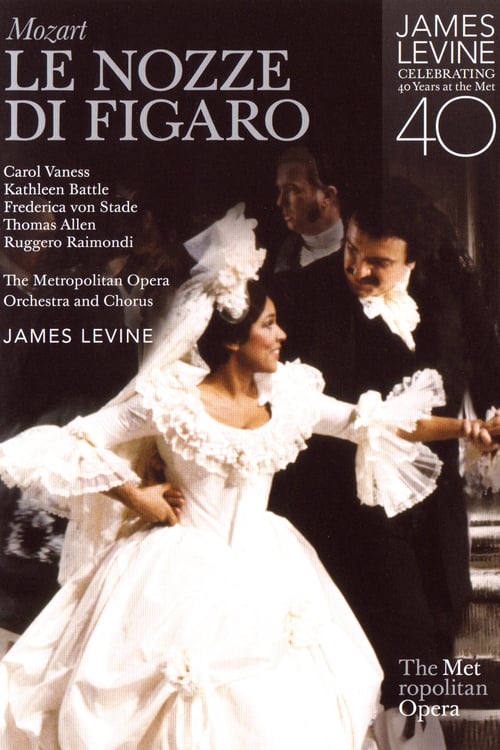 Mozart
LE NOZZE
DI FIGARO
Carol Vaness
Kathleen Battle
Frederica von Stade
Thomas Allen
Ruggero Raimondi
The Metropolitan Opera
Orchestra and Chorus
JAMES LEVINE
JAMES
LEVINE
CELEBRATING
40 Years at the Met
40
The Met
ropolitan
Opera